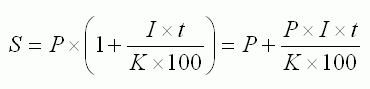 S = P × (1 + (I × t)/(K × 100)) = P + (P × I × t)/(K × 100)